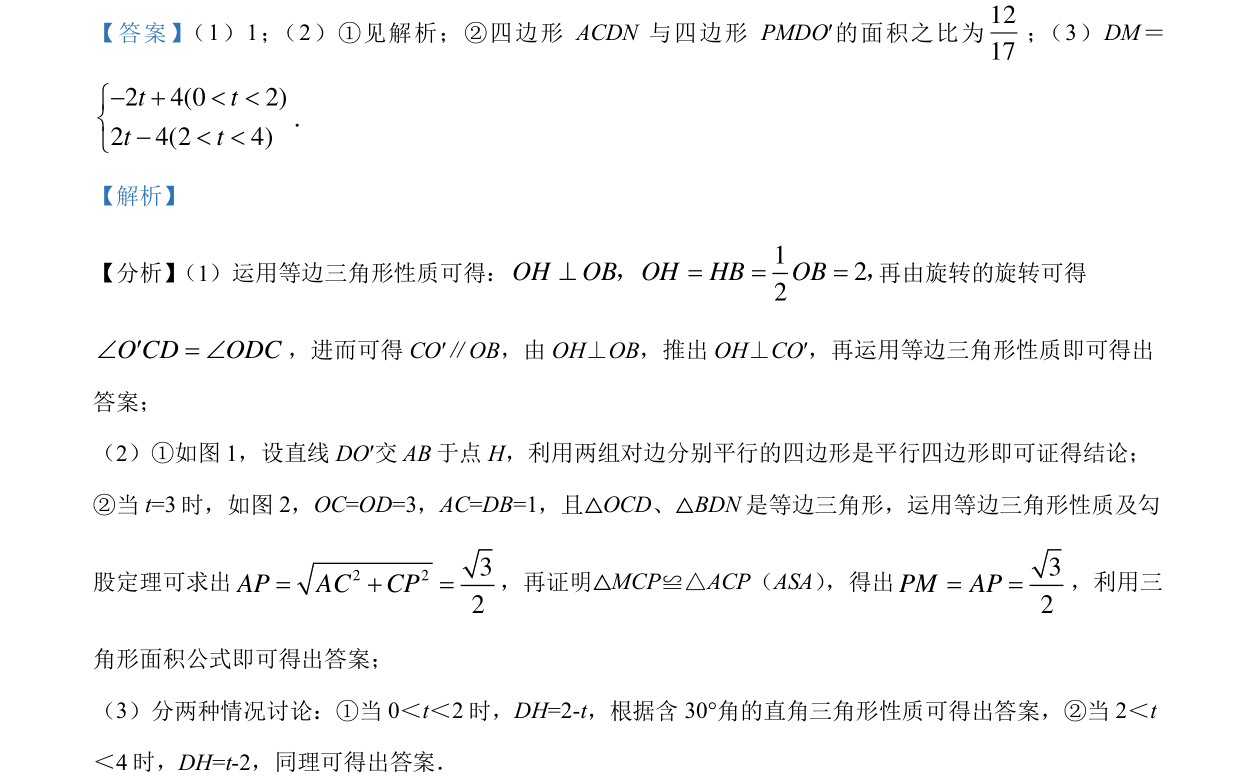 【答案】（1）1；（2）①见解析；②四边形 ACDN 与四边形 PMDO′的面积之比为12/17；（3）DM＝
{−2t+4(0<t<2)
2t−4(2<t<4) .
【解析】
【分析】（1）运用等边三角形性质可得：OH⊥OB，OH=HB=1/2OB=2，再由旋转的旋转可得
∠O′CD=∠ODC，进而可得 CO′∥OB，由 OH⊥OB，推出 OH⊥CO′，再运用等边三角形性质即可得出
答案；
（2）①如图 1，设直线 DO′交 AB 于点 H，利用两组对边分别平行的四边形是平行四边形即可证得结论；
②当 t=3 时，如图 2，OC=OD=3，AC=DB=1，且△OCD、△BDN 是等边三角形，运用等边三角形性质及勾
股定理可求出 AP=√(AC²+CP²)=√3/2，再证明△MCP≌△ACP（ASA），得出 PM=AP=√3/2，利用三
角形面积公式即可得出答案；
（3）分两种情况讨论：①当 0＜t＜2 时，DH=2-t，根据含 30°角的直角三角形性质可得出答案，②当 2＜t
＜4 时，DH=t-2，同理可得出答案．